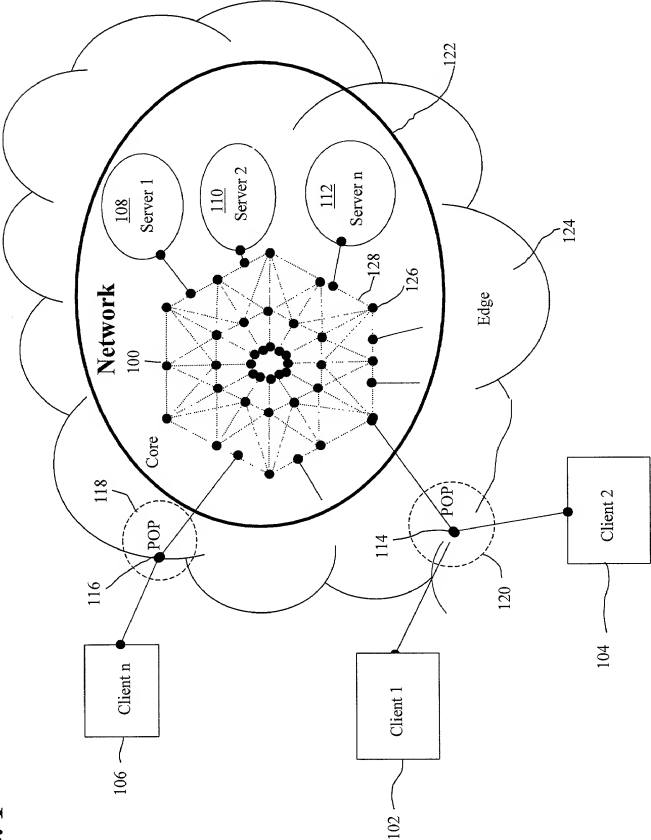 106
Client n
116
118
POP
Core
Network
100
108
Server 1
110
Server 2
112
Server n
128
126
122
124
Edge
102
Client 1
114
POP
120
104
Client 2